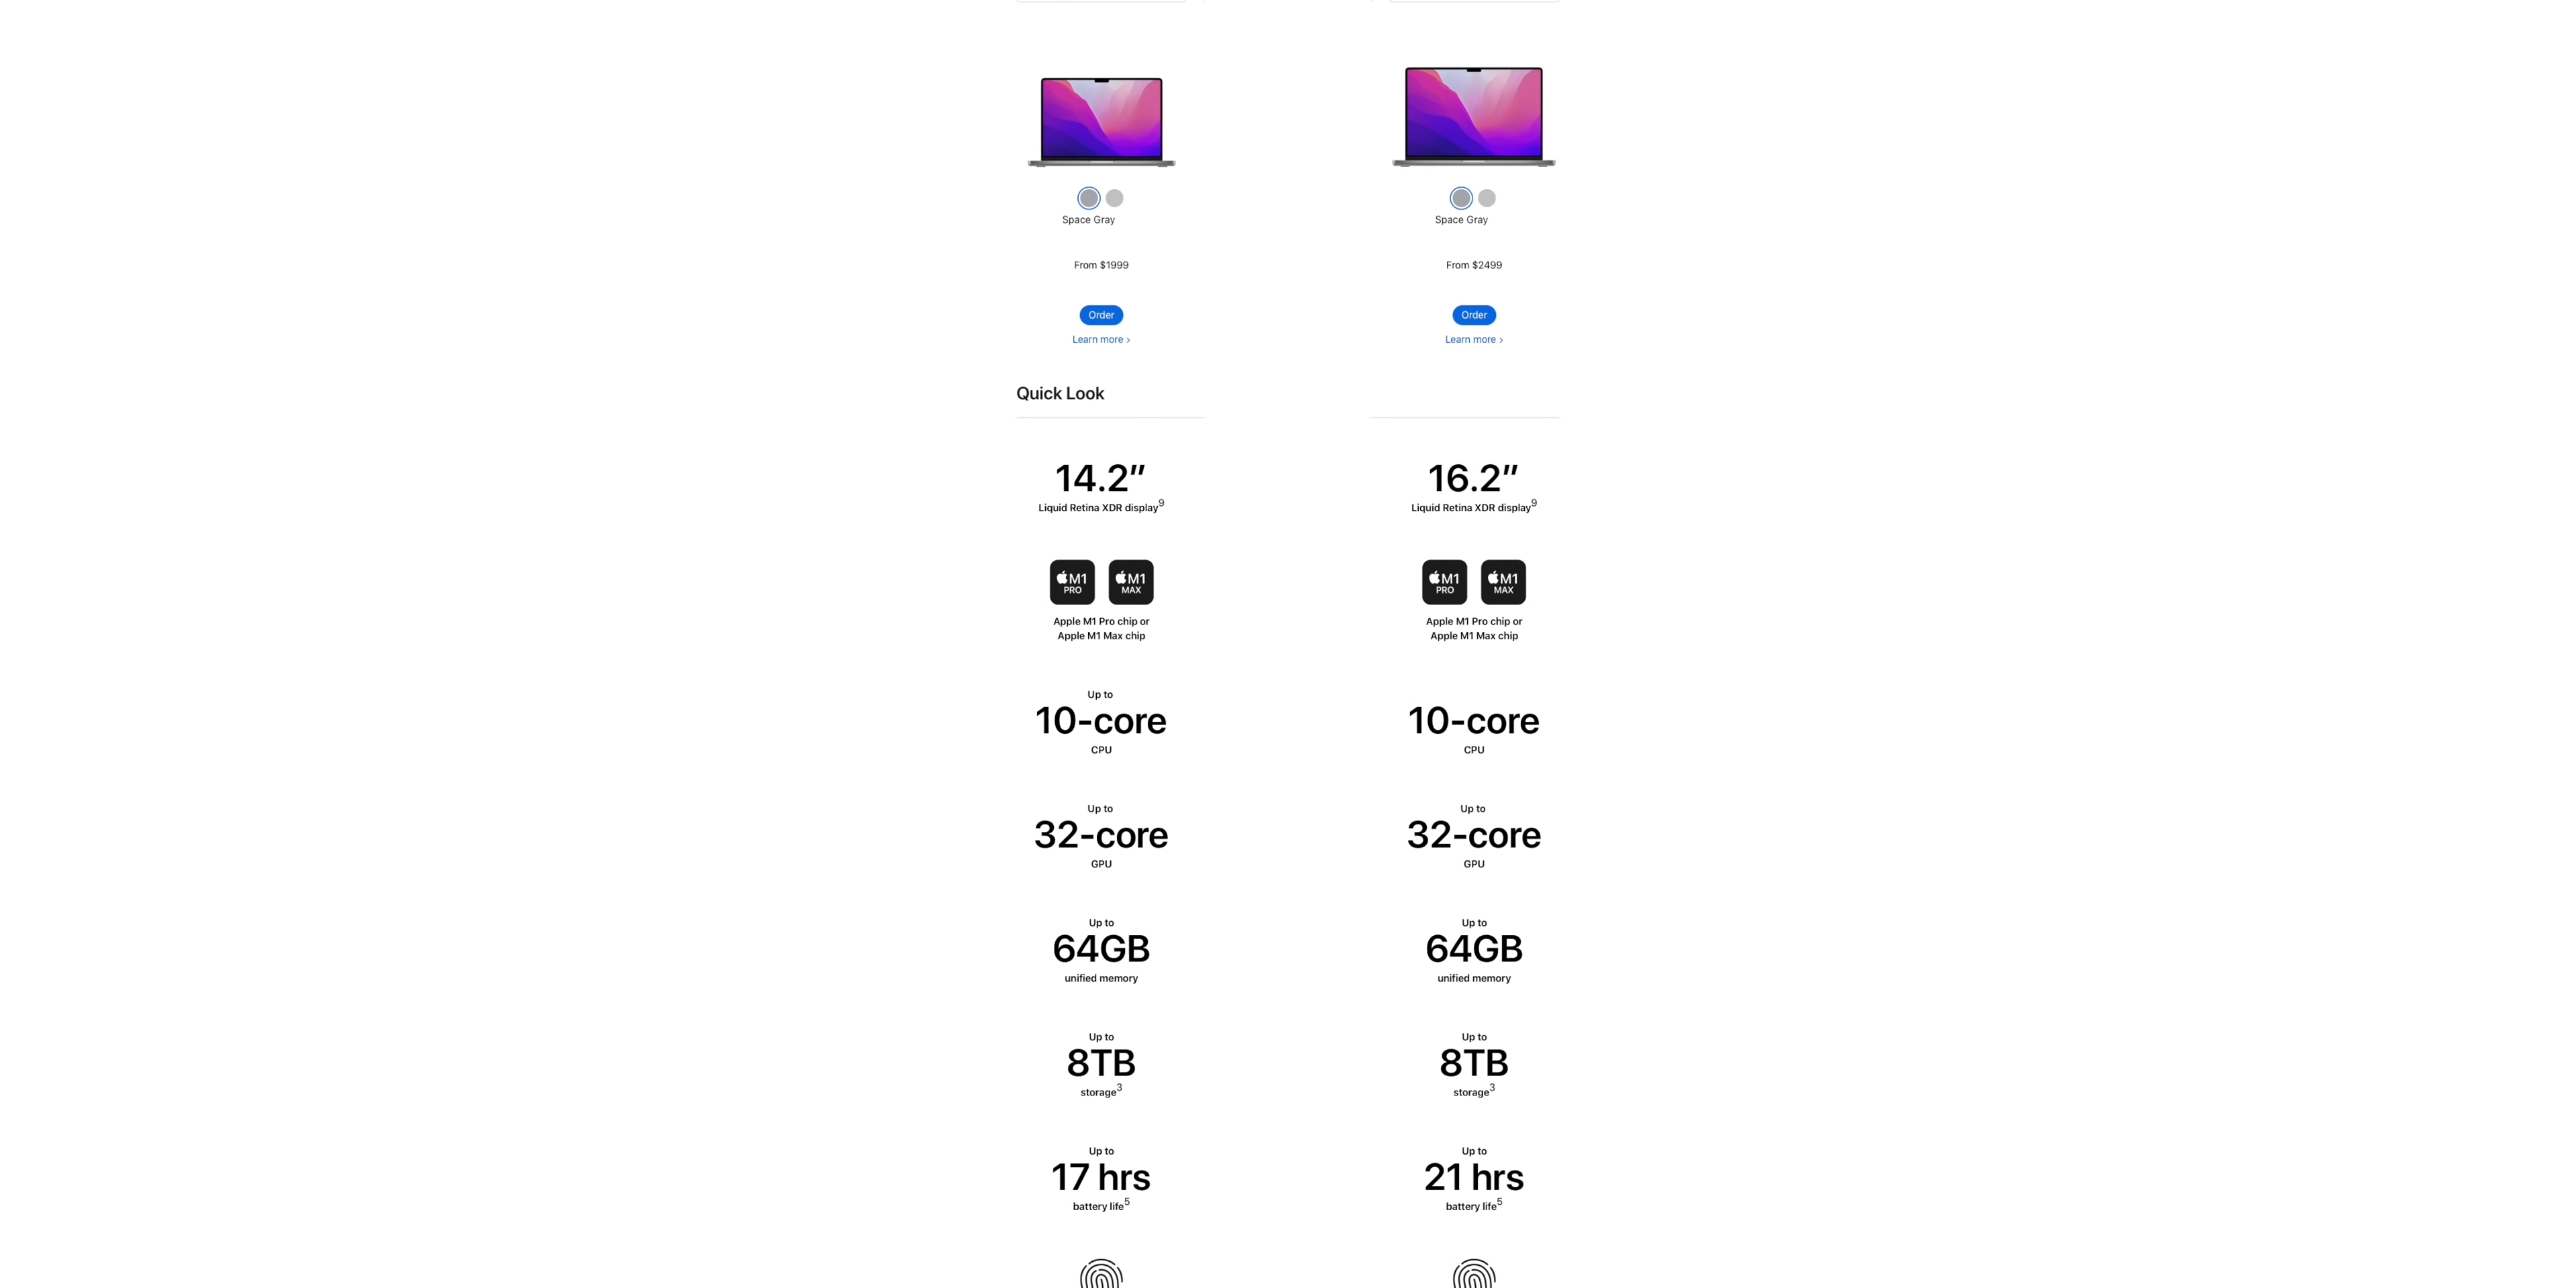 Space Gray
Space Gray
From $1999
From $2499
Order
Order
Learn more ›
Learn more ›
Quick Look
14.2″
16.2″
Liquid Retina XDR display9
Liquid Retina XDR display9
M1 PRO
M1 MAX
M1 PRO
M1 MAX
Apple M1 Pro chip or
Apple M1 Max chip
Apple M1 Pro chip or
Apple M1 Max chip
Up to
10-core
CPU
10-core
CPU
Up to
32-core
GPU
Up to
32-core
GPU
Up to
64GB
unified memory
Up to
64GB
unified memory
Up to
8TB
storage3
Up to
8TB
storage3
Up to
17 hrs
battery life5
Up to
21 hrs
battery life5